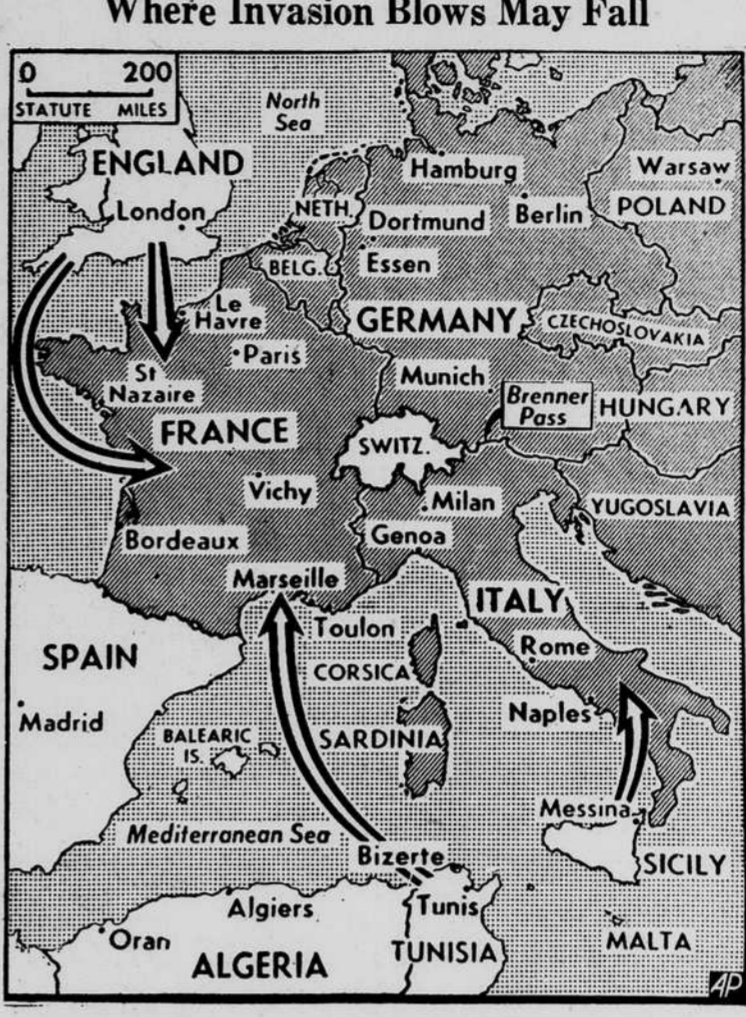 Where Invasion Blows May Fall
0 200
STATUTE MILES
North
Sea
ENGLAND
London
Hamburg
Warsaw
NETH.
Dortmund
Berlin
POLAND
BELG.
Essen
Le
Havre
GERMANY
CZECHOSLOVAKIA
Paris
St
Nazaire
Munich
Brenner
Pass
HUNGARY
FRANCE
SWITZ.
Vichy
Milan
YUGOSLAVIA
Bordeaux
Genoa
Marseille
ITALY
Toulon
SPAIN
Rome
CORSICA
Madrid
Naples
BALEARIC
IS.
SARDINIA
Messina
Mediterranean Sea
Bizerte
SICILY
Algiers
Tunis
Oran
ALGERIA
TUNISIA
MALTA
AP